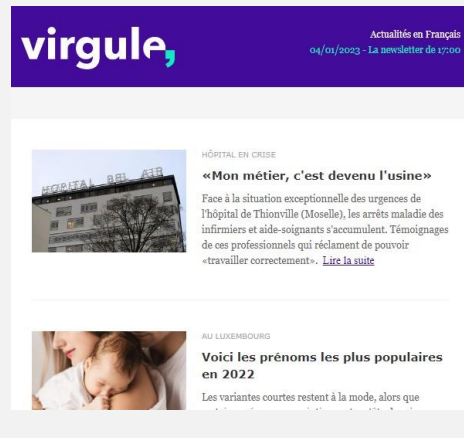 virgule,
Actualités en Français
04/01/2023 - La newsletter de 17:00
HÔPITAL BEL AIR
HÔPITAL EN CRISE
«Mon métier, c'est devenu l'usine»
Face à la situation exceptionnelle des urgences de
l'hôpital de Thionville (Moselle), les arrêts maladie des
infirmiers et aide-soignants s'accumulent. Témoignages
de ces professionnels qui réclament de pouvoir
«travailler correctement». Lire la suite
AU LUXEMBOURG
Voici les prénoms les plus populaires
en 2022
Les variantes courtes restent à la mode, alors que